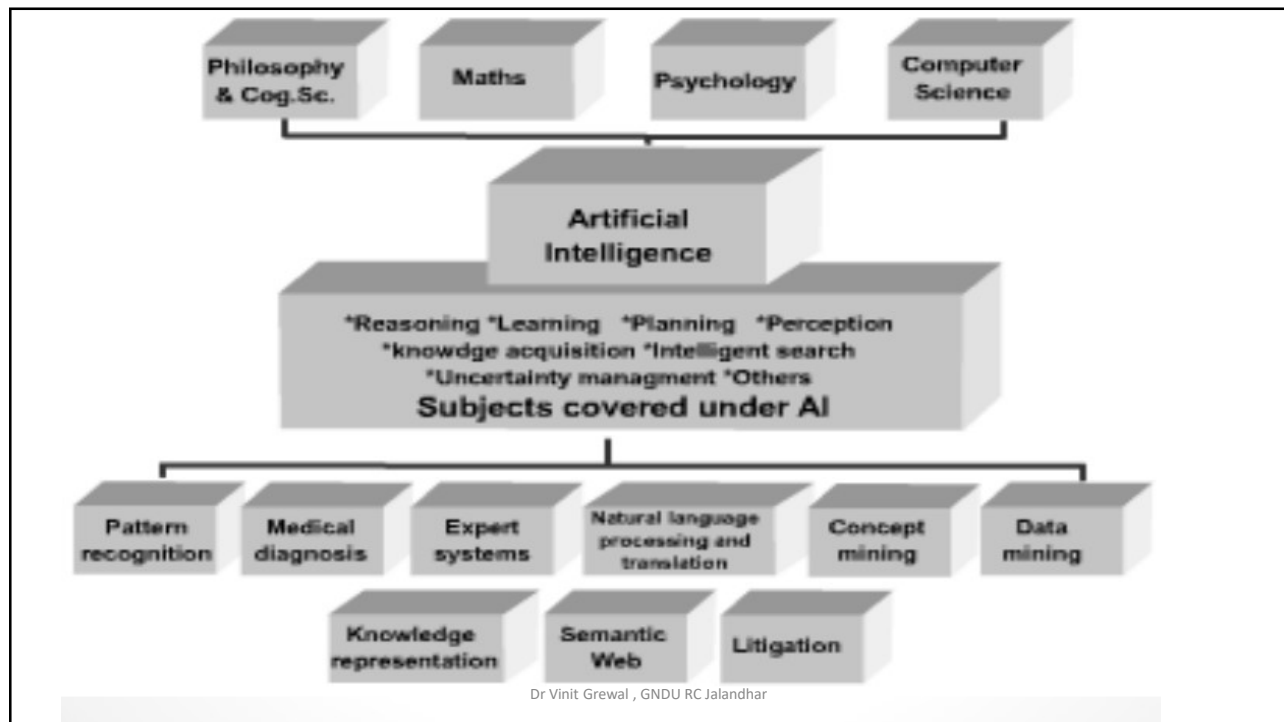 Philosophy
& Cog.Sc.
Maths
Psychology
Computer
Science
Artificial
Intelligence
*Reasoning *Learning *Planning *Perception
*knowdge acquisition *Intelligent search
*Uncertainty managment *Others
Subjects covered under AI
Pattern
recognition
Medical
diagnosis
Expert
systems
Natural language
processing and
translation
Concept
mining
Data
mining
Knowledge
representation
Semantic
Web
Litigation
Dr Vinit Grewal , GNDU RC Jalandhar